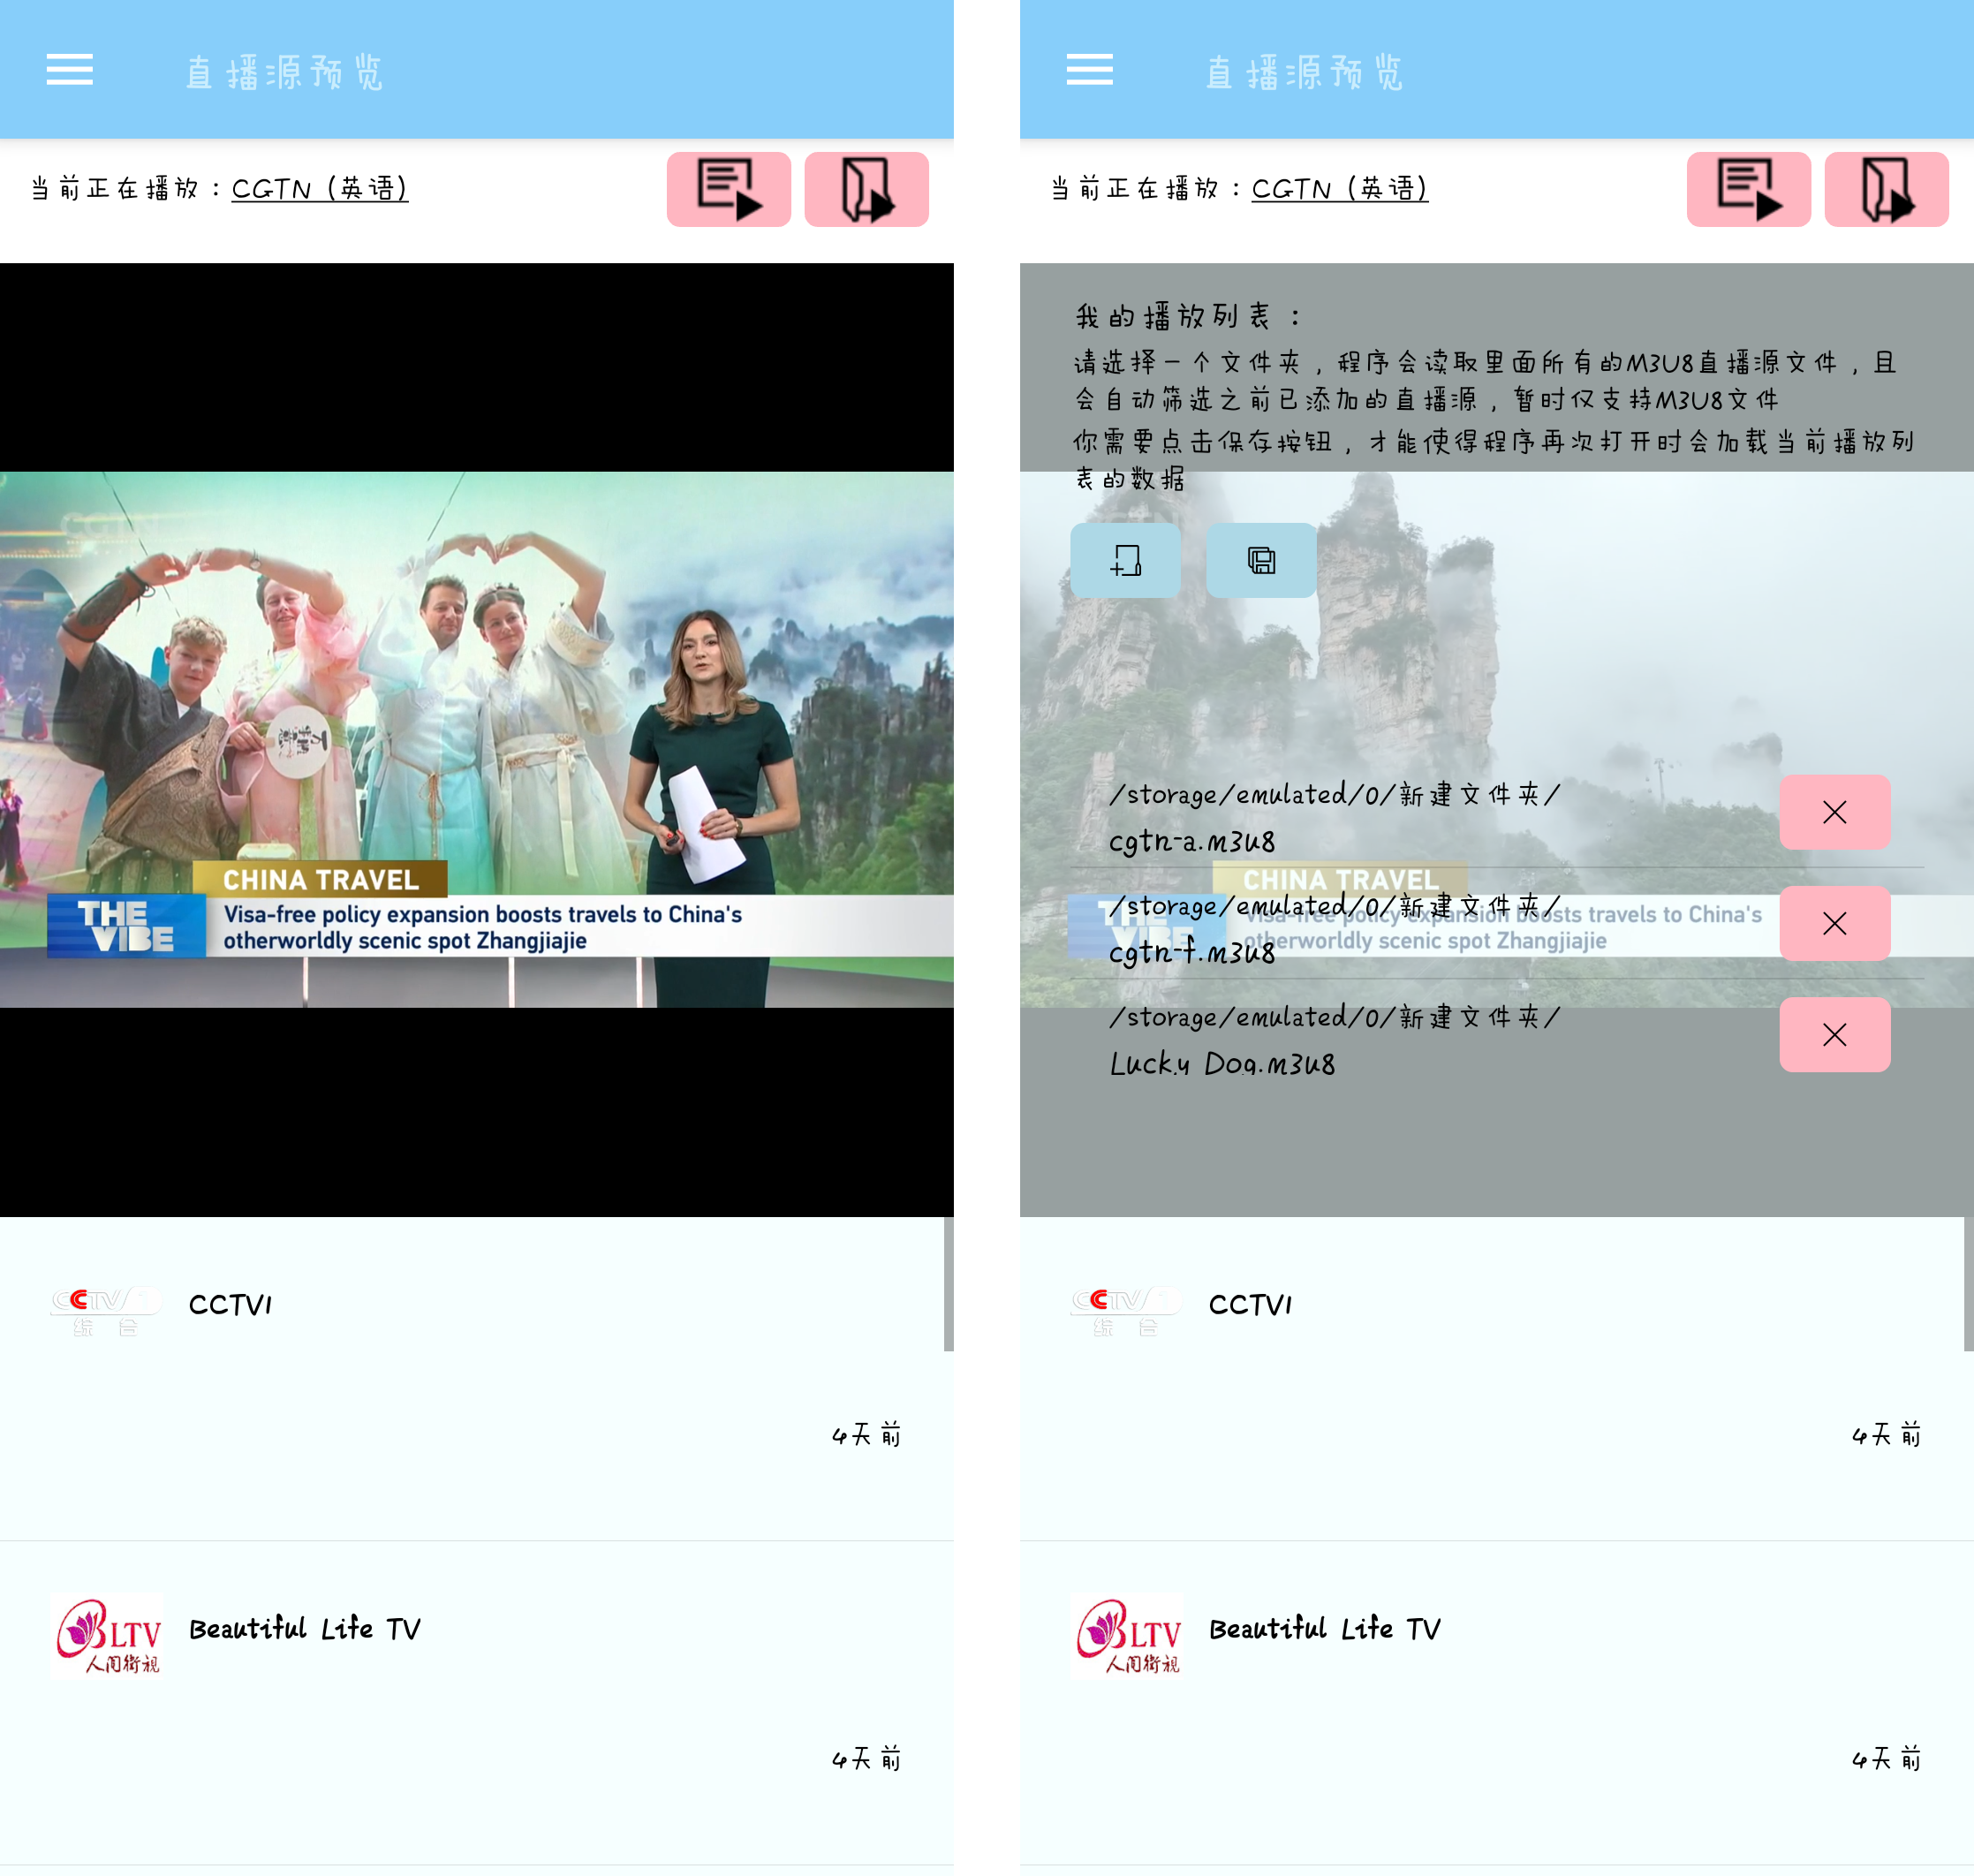 直播源预览
当前正在播放：CGTN (英语)
CHINA TRAVEL
THE
VIBE
Visa-free policy expansion boosts travels to China's
otherworldly scenic spot Zhangjiajie
CCTV1
综合
CCTV1
4天前
BLTV
人间衛視
Beautiful Life TV
4天前
直播源预览
当前正在播放：CGTN (英语)
我的播放列表：
请选择一个文件夹，程序会读取里面所有的M3U8直播源文件，且
会自动筛选之前已添加的直播源，暂时仅支持M3U8文件
你需要点击保存按钮，才能使得程序再次打开时会加载当前播放列
表的数据
/storage/emulated/0/新建文件夹/
cgtn-a.m3u8
CHINA TRAVEL
/storage/emulated/0/新建文件夹/
cgtn-f.m3u8
THE
VIBE
Visa-free policy expansion boosts travels to China's
otherworldly scenic spot Zhangjiajie
/storage/emulated/0/新建文件夹/
Lucky Dog.m3u8
CCTV1
综合
CCTV1
4天前
BLTV
人间衛視
Beautiful Life TV
4天前